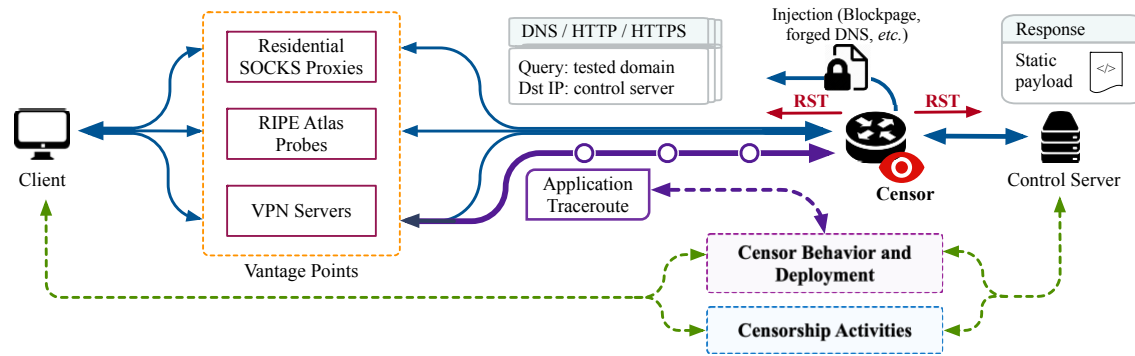 Residential
SOCKS Proxies
RIPE Atlas
Probes
VPN Servers
Vantage Points
Client
DNS / HTTP / HTTPS
Query: tested domain
Dst IP: control server
Injection (Blockpage,
forged DNS, etc.)
RST
RST
Censor
Response
Static
payload
</>
Control Server
Application
Traceroute
Censor Behavior and
Deployment
Censorship Activities